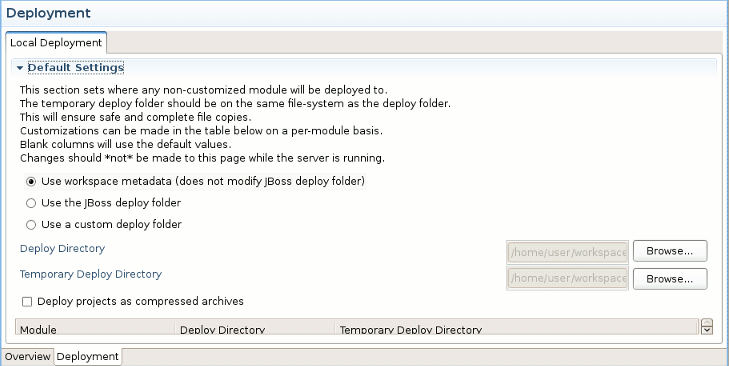 Deployment
Local Deployment
Default Settings
This section sets where any non-customized module will be deployed to.
The temporary deploy folder should be on the same file-system as the deploy folder.
This will ensure safe and complete file copies.
Customizations can be made in the table below on a per-module basis.
Blank columns will use the default values.
Changes should *not* be made to this page while the server is running.
Use workspace metadata (does not modify JBoss deploy folder)
Use the JBoss deploy folder
Use a custom deploy folder
Deploy Directory /home/user/workspace Browse...
Temporary Deploy Directory /home/user/workspace Browse...
Deploy projects as compressed archives
Module Deploy Directory Temporary Deploy Directory
Overview Deployment